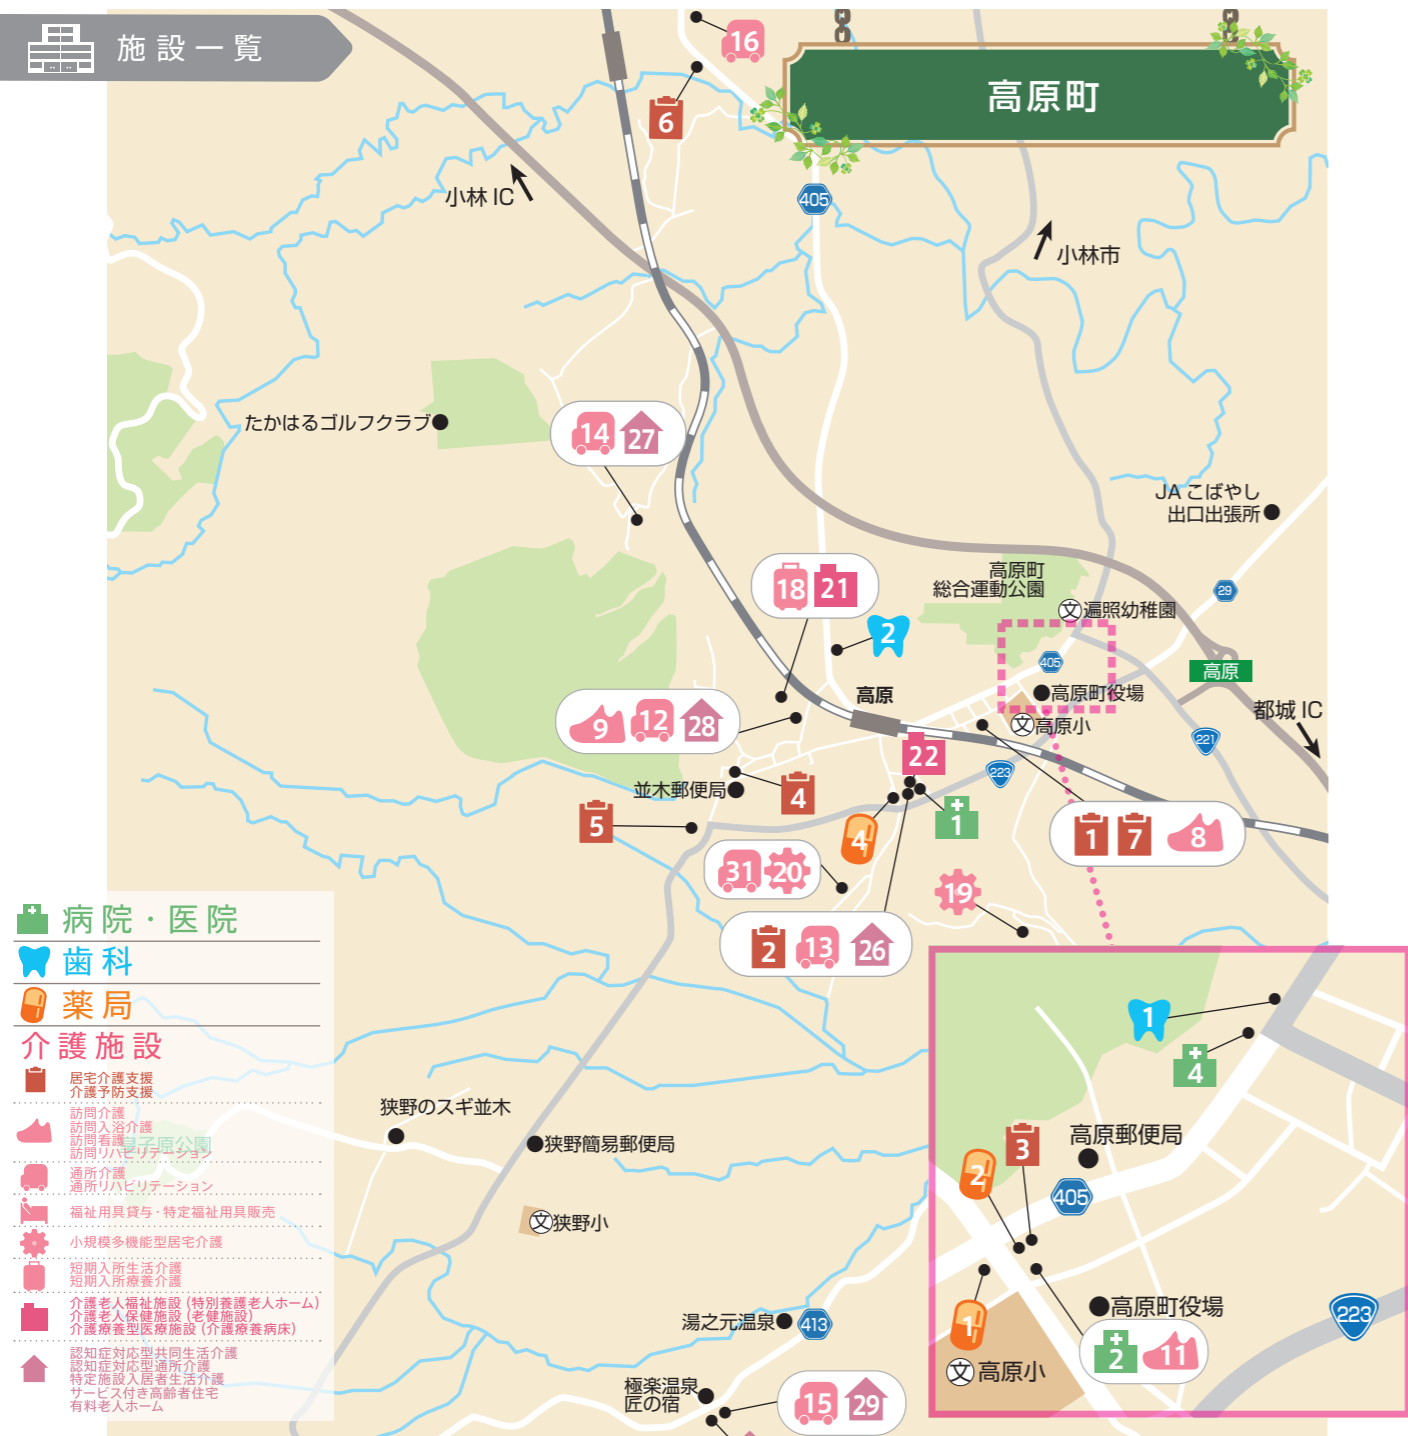 施設一覧
高原町
16
6
小林 IC
405
小林市
たかはるゴルフクラブ
14
27
JA こばやし
出口出張所
高原町
総合運動公園
18
21
29
2
文
遍照幼稚園
405
高原
高原
高原町役場
都城 IC
9
12
28
文
高原小
221
22
223
並木郵便局
4
5
1
4
1
7
8
31
20
19
2
13
26
病院・医院
歯科
薬局
介護施設
居宅介護支援
介護予防支援
訪問介護
訪問入浴介護
訪問看護
訪問リハビリテーション
皇子原公園
通所介護
通所リハビリテーション
福祉用具貸与・特定福祉用具販売
小規模多機能型居宅介護
短期入所生活介護
短期入所療養介護
介護老人福祉施設 (特別養護老人ホーム)
介護老人保健施設 (老健施設)
介護療養型医療施設 (介護療養病床)
認知症対応型共同生活介護
認知症対応型通所介護
特定施設入居者生活介護
サービス付き高齢者住宅
有料老人ホーム
狭野のスギ並木
狭野簡易郵便局
文
狭野小
湯之元温泉
413
極楽温泉
匠の宿
15
29
1
4
3
高原郵便局
2
405
高原町役場
223
1
2
11
文
高原小